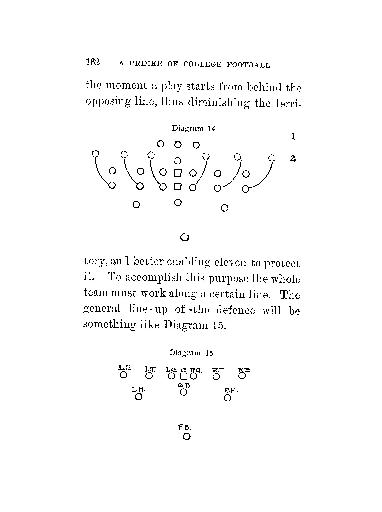 182 A PRIMER OF COLLEGE FOOTBALL
the moment a play starts from behind the
opposing line, thus diminishing the terri-
Diagram 14
1
2
tory, and better enabling eleven to protect
it. To accomplish this purpose the whole
team must work along a certain line. The
general line-up of the defence will be
something like Diagram 15.
Diagram 15
L.E. L.T. L.G. C R.G. R.T. R.E.
L.H. Q.B. R.H.
F.B.